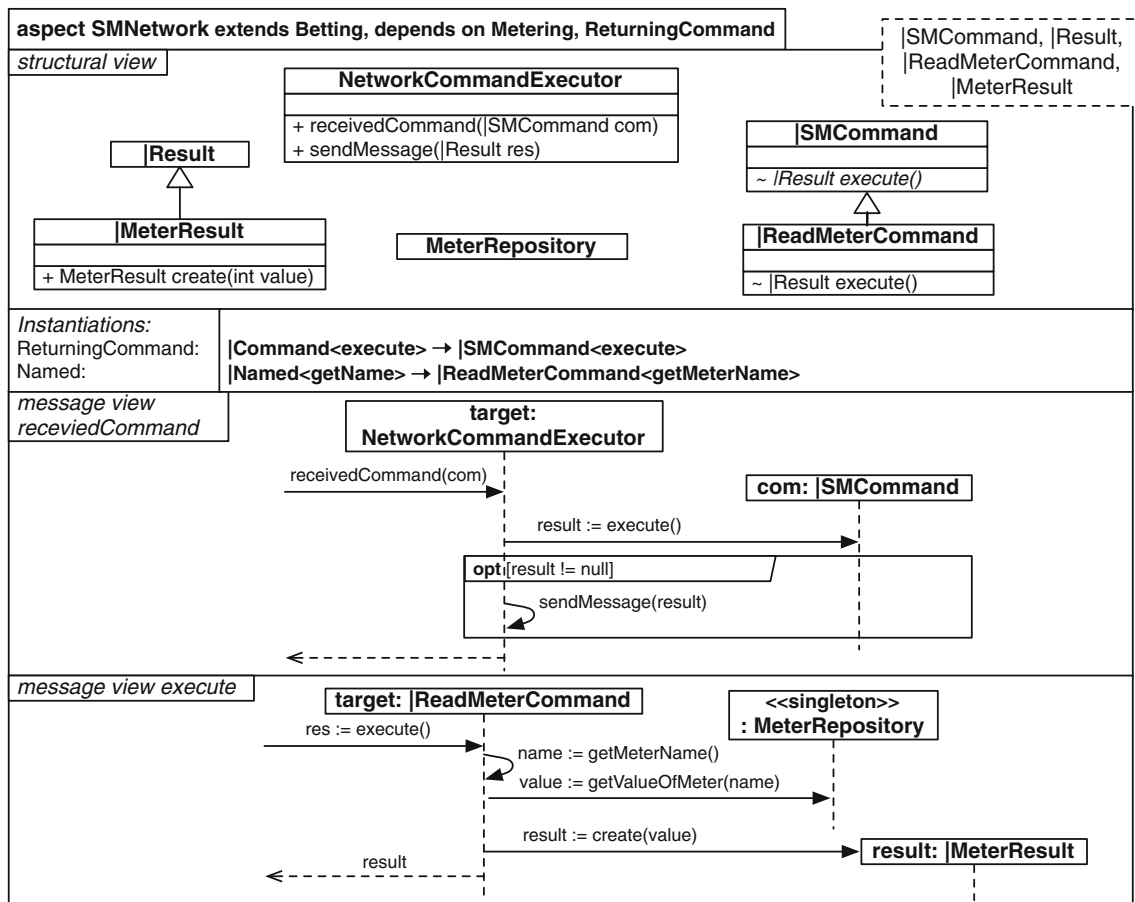 aspect SMNetwork extends Betting, depends on Metering, ReturningCommand
|SMCommand, |Result,
|ReadMeterCommand,
|MeterResult
structural view
NetworkCommandExecutor
+ receivedCommand(|SMCommand com)
+ sendMessage(|Result res)
|Result
|SMCommand
~ |Result execute()
|MeterResult
+ MeterResult create(int value)
MeterRepository
|ReadMeterCommand
~ |Result execute()
Instantiations:
ReturningCommand: |Command<execute> → |SMCommand<execute>
Named: |Named<getName> → |ReadMeterCommand<getMeterName>
message view
receviedCommand
target:
NetworkCommandExecutor
receivedCommand(com)
com: |SMCommand
result := execute()
opt [result != null]
sendMessage(result)
message view execute
target: |ReadMeterCommand
<<singleton>>
: MeterRepository
res := execute()
name := getMeterName()
value := getValueOfMeter(name)
result := create(value)
result: |MeterResult
result